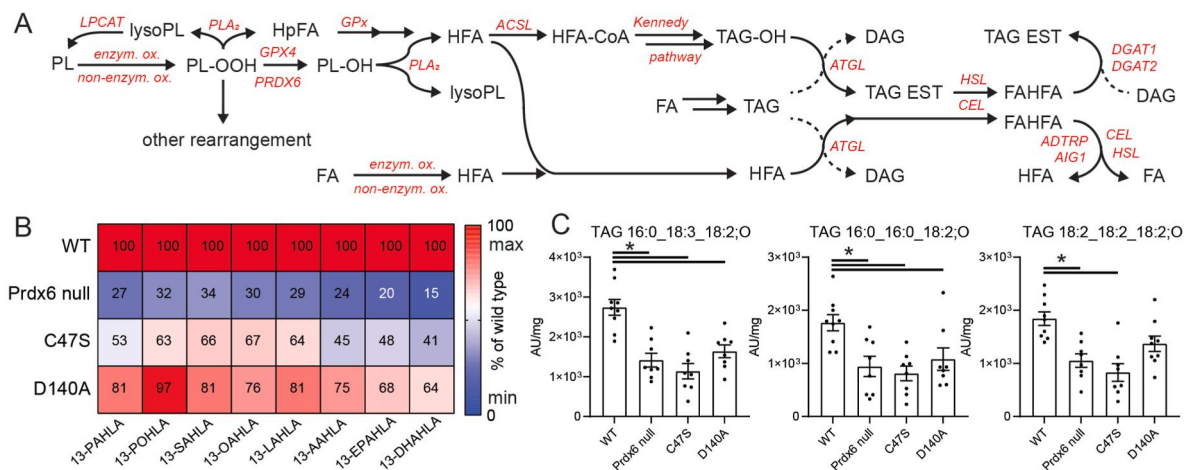 A
LPCAT
lysoPL
PLA₂
HpFA
GPx
HFA
ACSL
HFA-CoA
Kennedy
pathway
TAG-OH
DAG
TAG EST
DGAT1
DGAT2
PL
enzym. ox.
non-enzym. ox.
PL-OOH
GPX4
PRDX6
PL-OH
PLA₂
lysoPL
ATGL
TAG EST
HSL
CEL
FAHFA
DAG
other rearrangement
FA
TAG
FAHFA
ATGL
ADTRP
AIG1
CEL
HSL
FA
enzym. ox.
non-enzym. ox.
HFA
HFA
DAG
HFA
FA
B
WT 100 100 100 100 100 100 100 100
Prdx6 null 27 32 34 30 29 24 20 15
C47S 53 63 66 67 64 45 48 41
D140A 81 97 81 76 81 75 68 64
13-PAHLA 13-POHLA 13-SAHLA 13-OAHLA 13-LAHLA 13-AAHLA 13-EPAHLA 13-DHAHLA
100
max
% of wild type
min
0
C
TAG 16:0_18:3_18:2;O
*
4×10³
3×10³
2×10³
1×10³
0
AU/mg
WT Prdx6 null C47S D140A
TAG 16:0_16:0_18:2;O
*
3×10³
2×10³
1×10³
0
AU/mg
WT Prdx6 null C47S D140A
TAG 18:2_18:2_18:2;O
*
3×10³
2×10³
1×10³
0
AU/mg
WT Prdx6 null C47S D140A